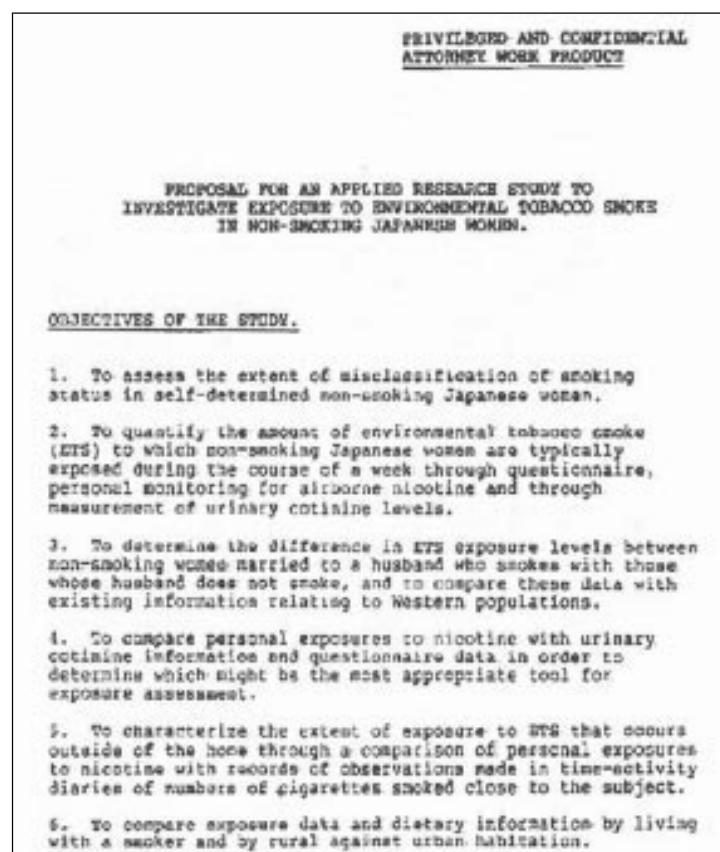 PRIVILEGED AND CONFIDENTIAL
ATTORNEY WORK PRODUCT
PROPOSAL FOR AN APPLIED RESEARCH STUDY TO
INVESTIGATE EXPOSURE TO ENVIRONMENTAL TOBACCO SMOKE
IN NON-SMOKING JAPANESE WOMEN.
OBJECTIVES OF THE STUDY.
1. To assess the extent of misclassification of smoking
status in self-determined non-smoking Japanese women.
2. To quantify the amount of environmental tobacco smoke
(ETS) to which non-smoking Japanese women are typically
exposed during the course of a week through questionnaire,
personal monitoring for airborne nicotine and through
measurement of urinary cotinine levels.
3. To determine the difference in ETS exposure levels between
non-smoking women married to a husband who smokes with those
whose husband does not smoke, and to compare these data with
existing information relating to Western populations.
4. To compare personal exposures to nicotine with urinary
cotinine information and questionnaire data in order to
determine which might be the most appropriate tool for
exposure assessment.
5. To characterize the extent of exposure to ETS that occurs
outside of the home through a comparison of personal exposures
to nicotine with records of observations made in time-activity
diaries of numbers of cigarettes smoked close to the subject.
6. To compare exposure data and dietary information by living
with a smoker and by rural against urban habitation.